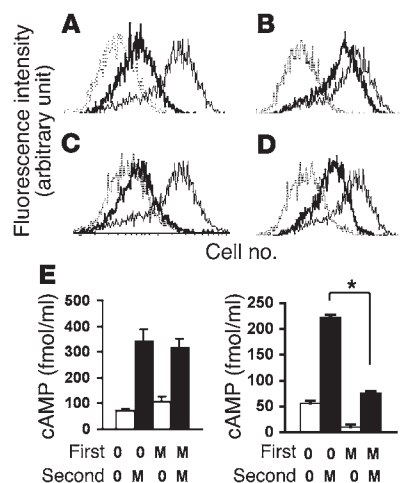 A
B
Fluorescence intensity
(arbitrary unit)
C
D
Cell no.
E
cAMP (fmol/ml)
500
400
300
200
100
0
First 0 0 M M
Second 0 M 0 M
cAMP (fmol/ml)
250
200
150
100
50
0
*
First 0 0 M M
Second 0 M 0 M